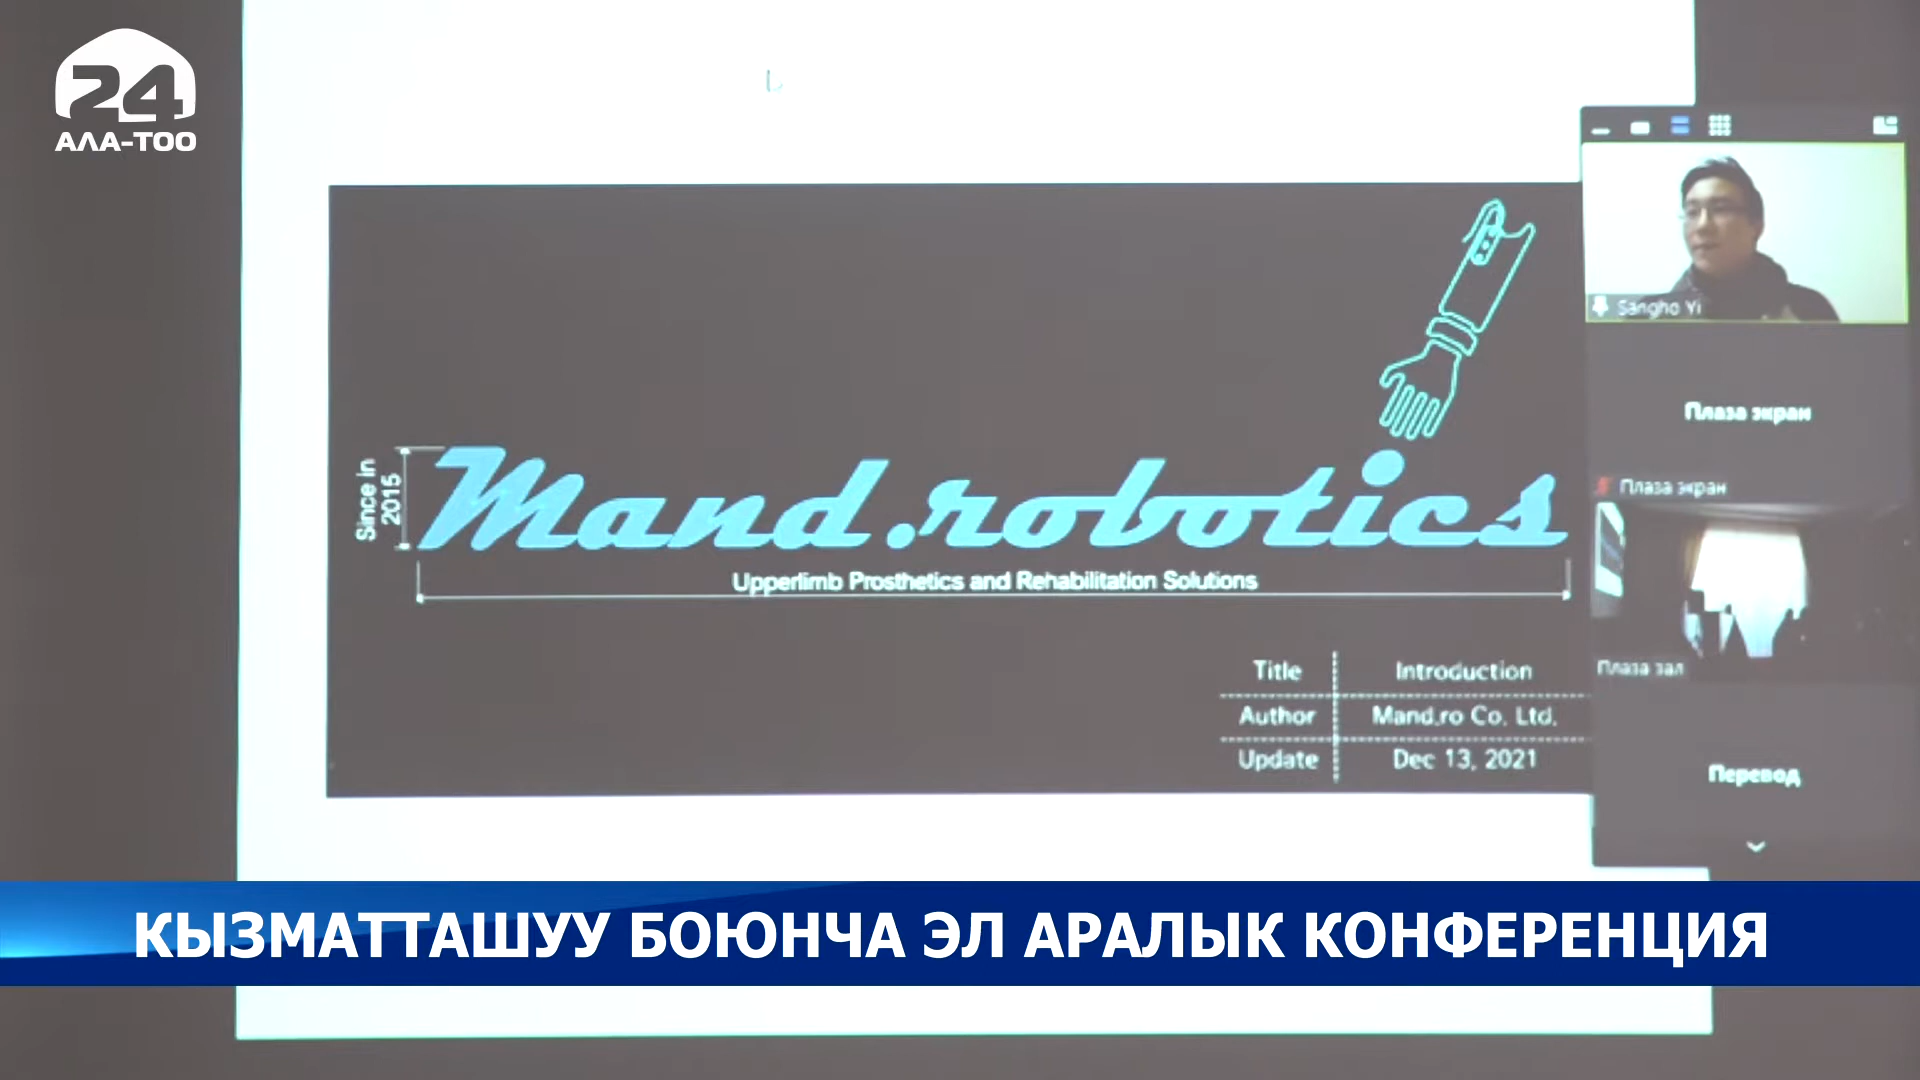 24
АЛА-ТОО
Sangho Yi
Плаза экран
Плаза экран
Плаза зал
Перевод
Since in
2015
Mand.robotics
Upperlimb Prosthetics and Rehabilitation Solutions
Title Introduction
Author Mand.ro Co. Ltd.
Update Dec 13, 2021
КЫЗМАТТАШУУ БОЮНЧА ЭЛ АРАЛЫК КОНФЕРЕНЦИЯ